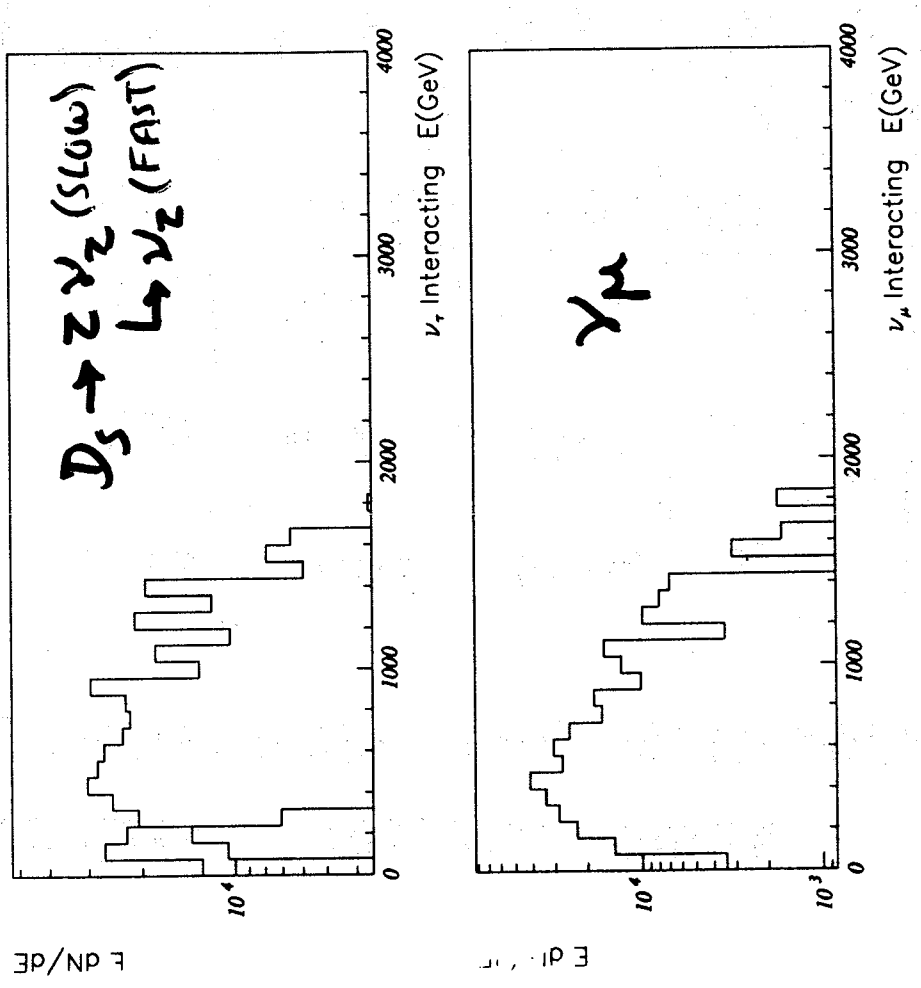 D_s → τ ν_τ (SLOW)
↳ ν_τ (FAST)
E dN/dE
10⁴
0
1000
2000
3000
4000
ν_τ Interacting E(GeV)
ν_μ
10⁴
10³
0
1000
2000
3000
4000
ν_μ Interacting E(GeV)